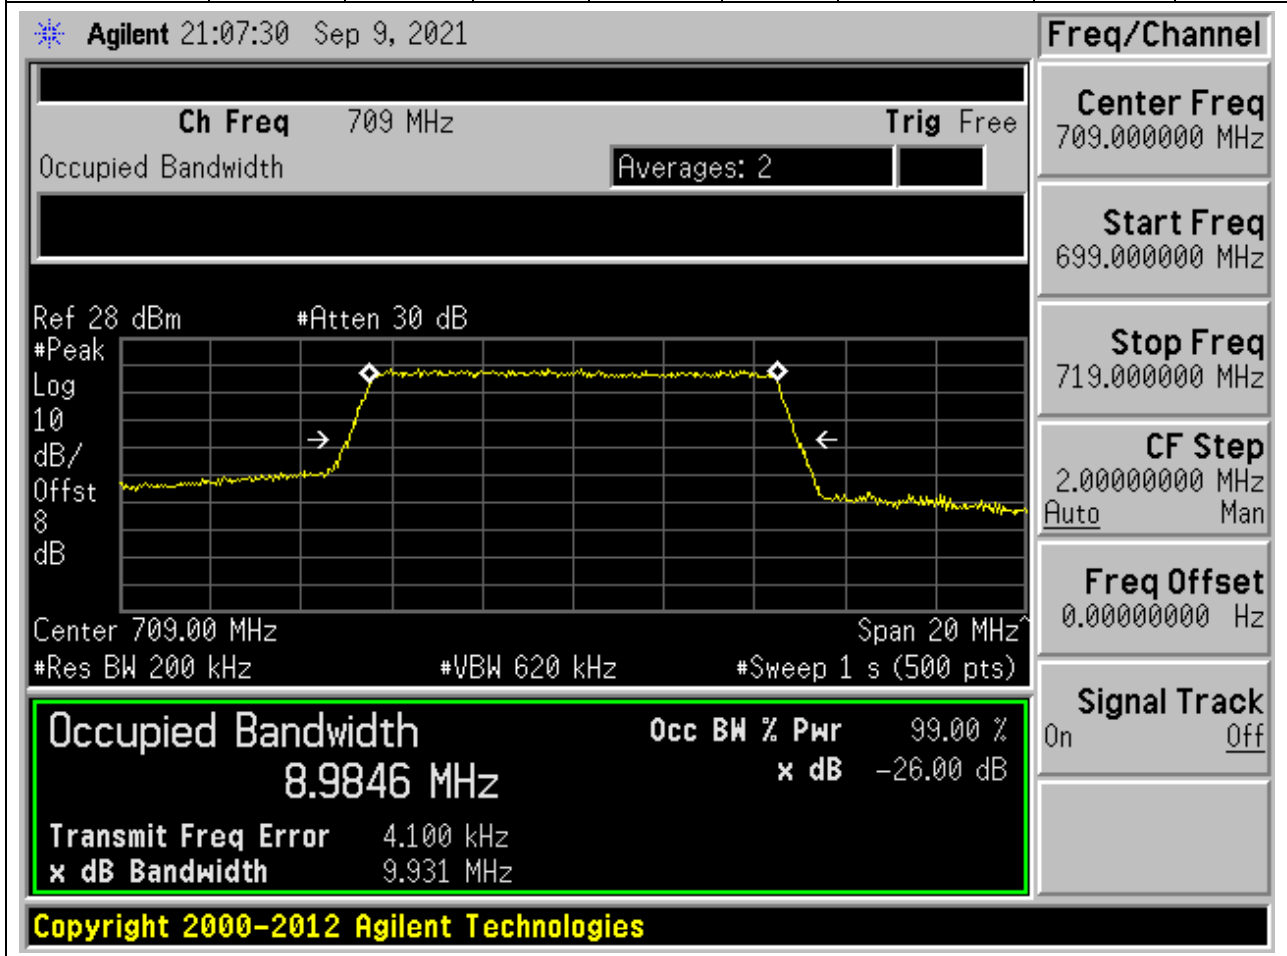 Agilent 21:07:30 Sep 9, 2021
Freq/Channel
Ch Freq 709 MHz Trig Free
Occupied Bandwidth Averages: 2
Center Freq
709.000000 MHz
Start Freq
699.000000 MHz
Stop Freq
719.000000 MHz
CF Step
2.00000000 MHz
Auto Man
Freq Offset
0.00000000 Hz
Signal Track
On Off
Ref 28 dBm #Atten 30 dB
#Peak
Log
10
dB/
Offst
8
dB
Center 709.00 MHz Span 20 MHz^
#Res BW 200 kHz #VBW 620 kHz #Sweep 1 s (500 pts)
Occupied Bandwidth Occ BW % Pwr 99.00 %
8.9846 MHz x dB -26.00 dB
Transmit Freq Error 4.100 kHz
x dB Bandwidth 9.931 MHz
Copyright 2000-2012 Agilent Technologies